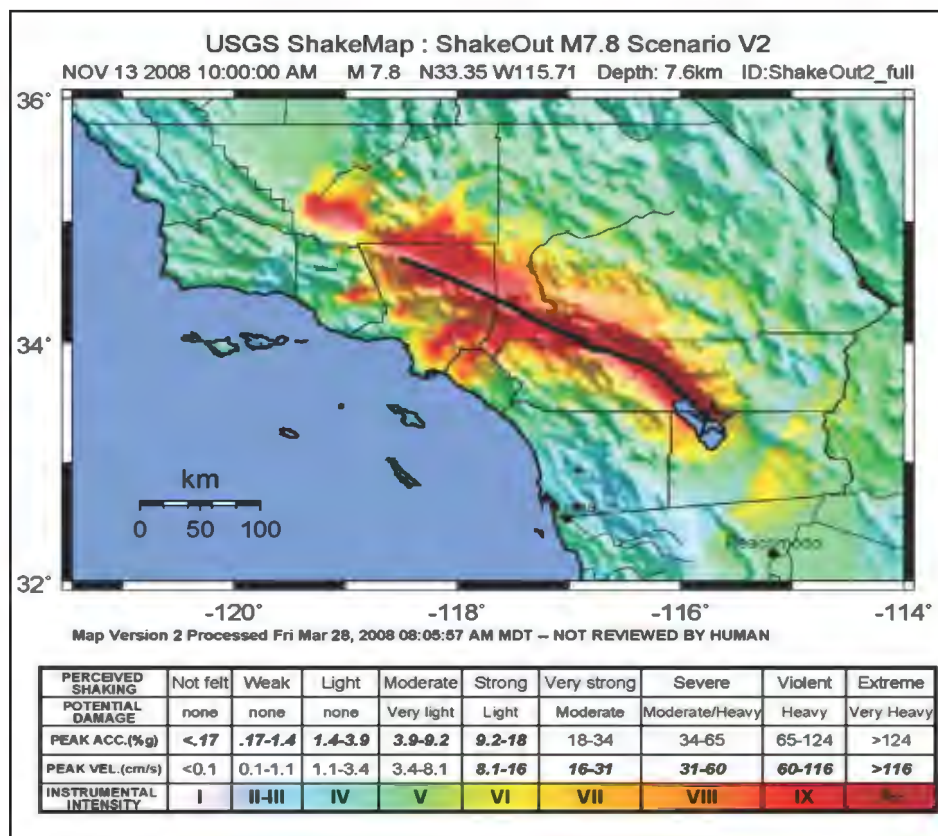 USGS ShakeMap : ShakeOut M7.8 Scenario V2
NOV 13 2008 10:00:00 AM M 7.8 N33.35 W115.71 Depth: 7.6km ID:ShakeOut2_full
36°
34°
32°
km
0 50 100
-120° -118° -116° -114°
Map Version 2 Processed Fri Mar 28, 2008 08:05:57 AM MDT -- NOT REVIEWED BY HUMAN
PERCEIVED SHAKING Not felt Weak Light Moderate Strong Very strong Severe Violent Extreme
POTENTIAL DAMAGE none none none Very light Light Moderate Moderate/Heavy Heavy Very Heavy
PEAK ACC.(%g) <.17 .17-1.4 1.4-3.9 3.9-9.2 9.2-18 18-34 34-65 65-124 >124
PEAK VEL.(cm/s) <0.1 0.1-1.1 1.1-3.4 3.4-8.1 8.1-16 16-31 31-60 60-116 >116
INSTRUMENTAL INTENSITY I II-III IV V VI VII VIII IX